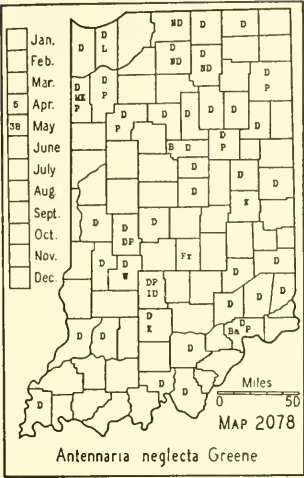 Jan.
Feb.
Mar.
5 Apr.
38 May
June
July
Aug.
Sept.
Oct.
Nov.
Dec.
ND D
D D D
L ND D
ND
D D D
MK P P
P
D D D D
P
B D D
P
D
D K
D D D D
DP Fr
D D D
W DP
ID D D D
D
K D
Ba P
D D D
D
D D D
Miles
0 50
MAP 2078
Antennaria neglecta Greene